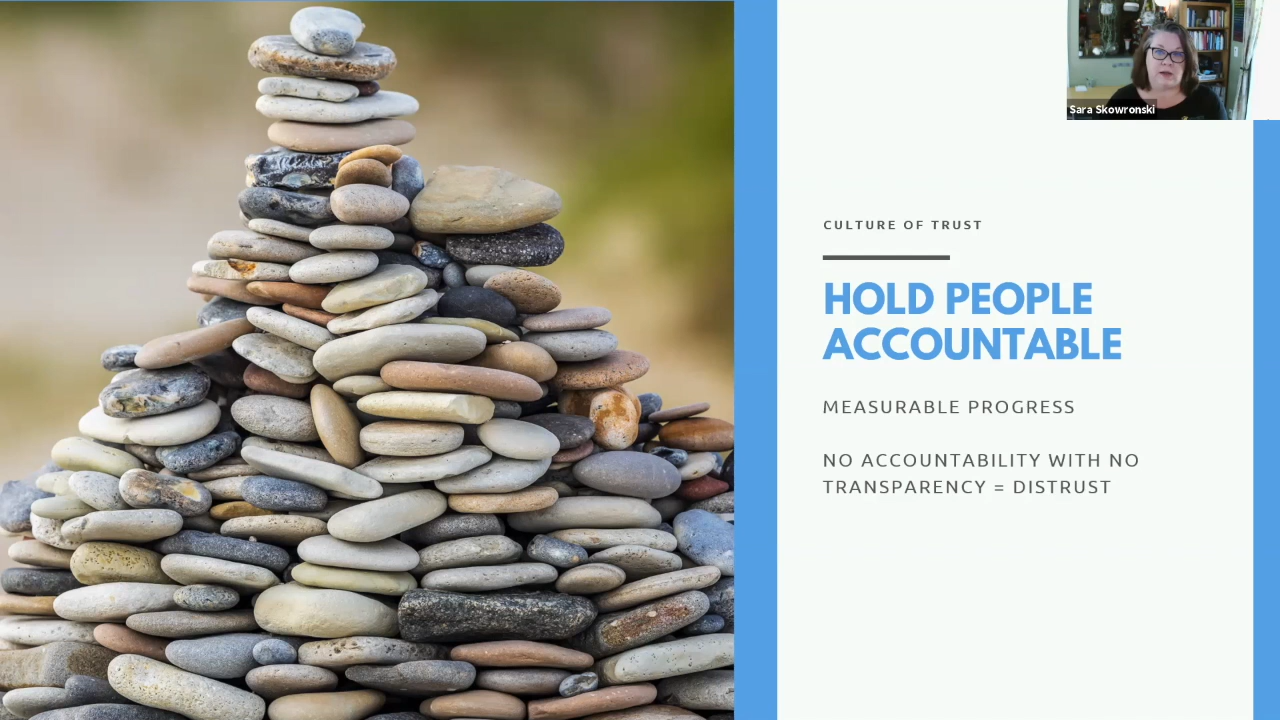 Sara Skowronski
CULTURE OF TRUST
HOLD PEOPLE
ACCOUNTABLE
MEASURABLE PROGRESS
NO ACCOUNTABILITY WITH NO
TRANSPARENCY = DISTRUST